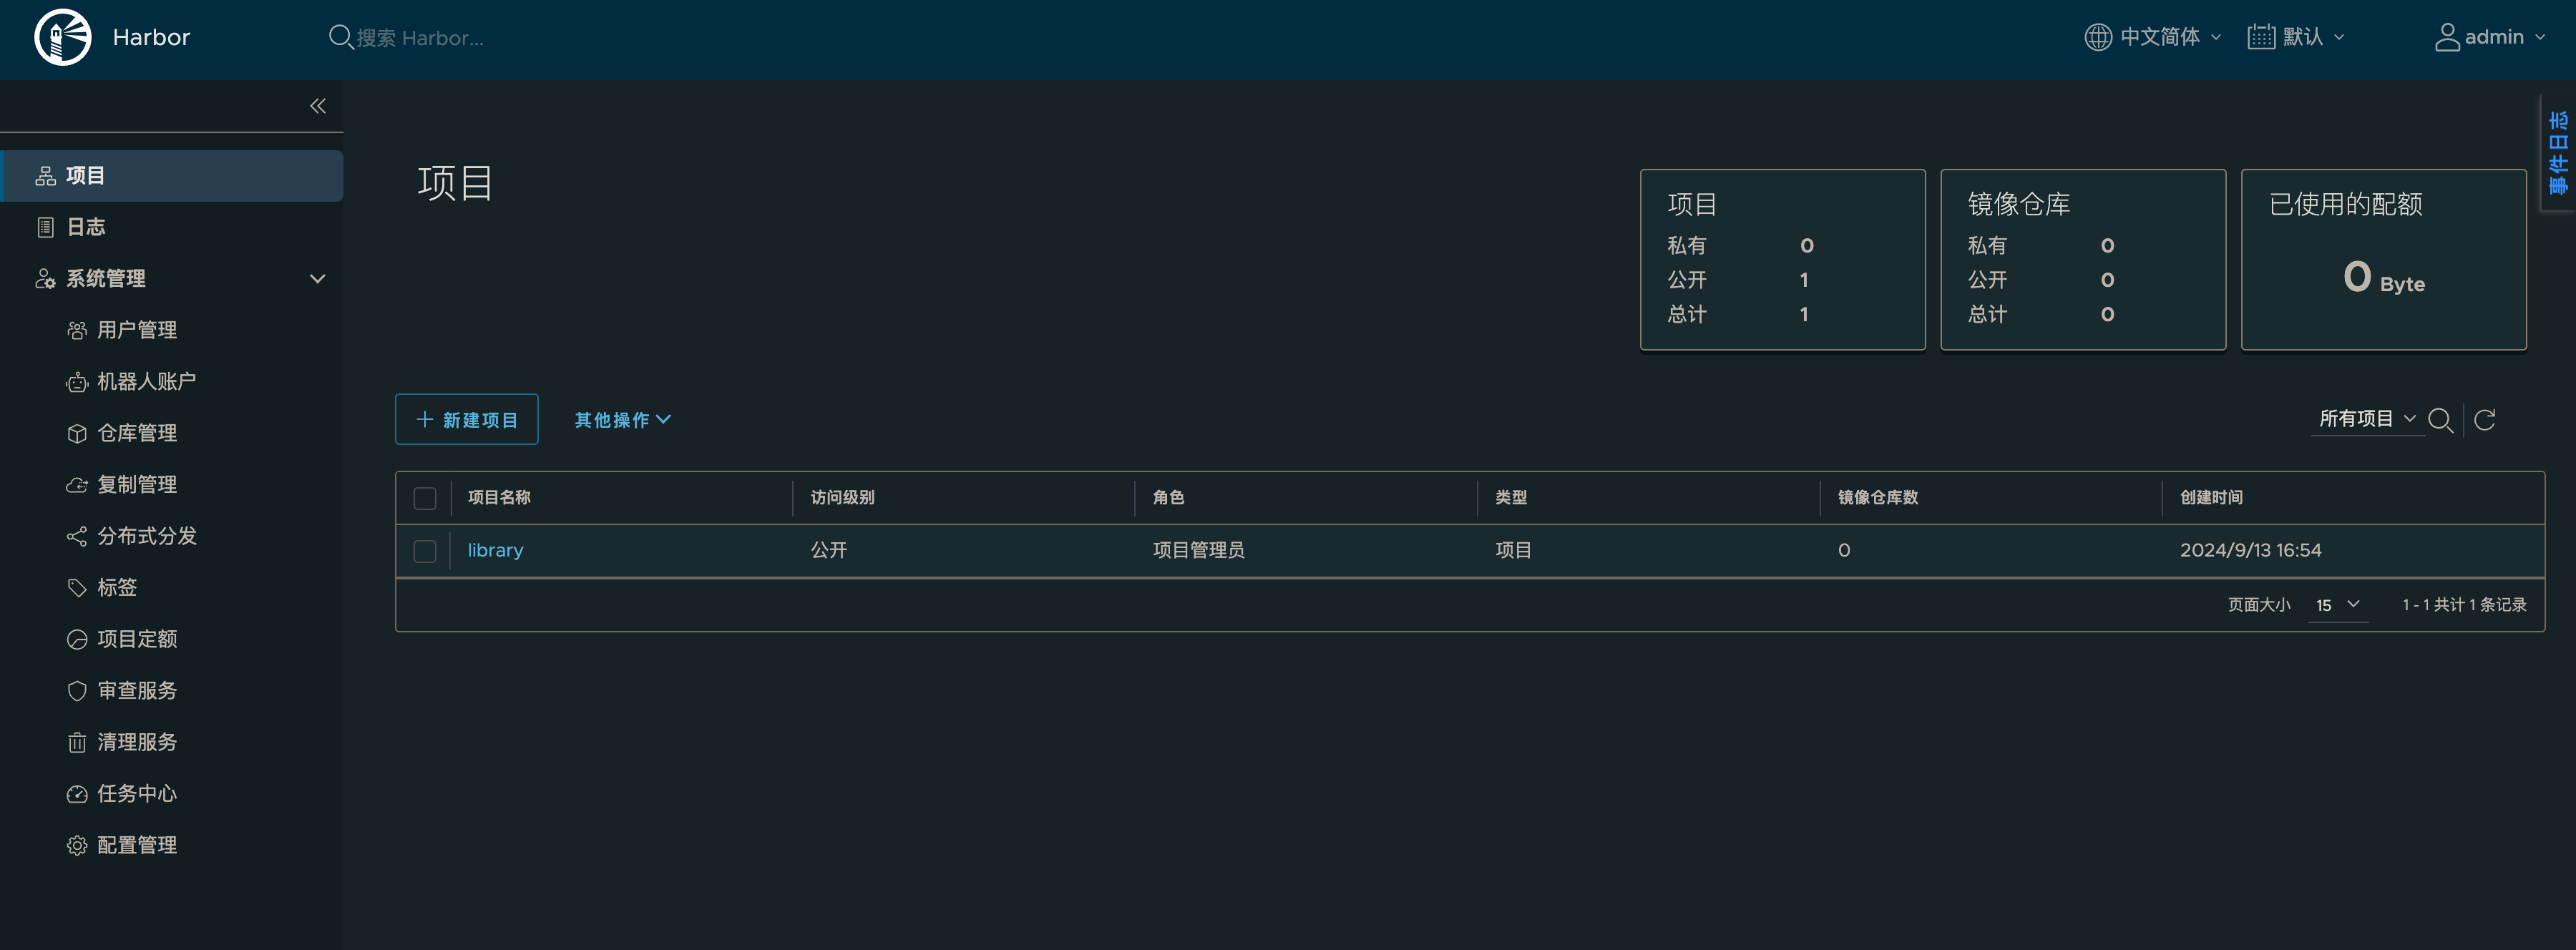 Harbor
搜索 Harbor...
中文简体
默认
admin
事件日志
项目
日志
系统管理
用户管理
机器人账户
仓库管理
复制管理
分布式分发
标签
项目定额
审查服务
清理服务
任务中心
配置管理
项目
项目
私有 0
公开 1
总计 1
镜像仓库
私有 0
公开 0
总计 0
已使用的配额
0 Byte
新建项目
其他操作
所有项目
项目名称 访问级别 角色 类型 镜像仓库数 创建时间
library 公开 项目管理员 项目 0 2024/9/13 16:54
页面大小 15 1 - 1 共计 1 条记录